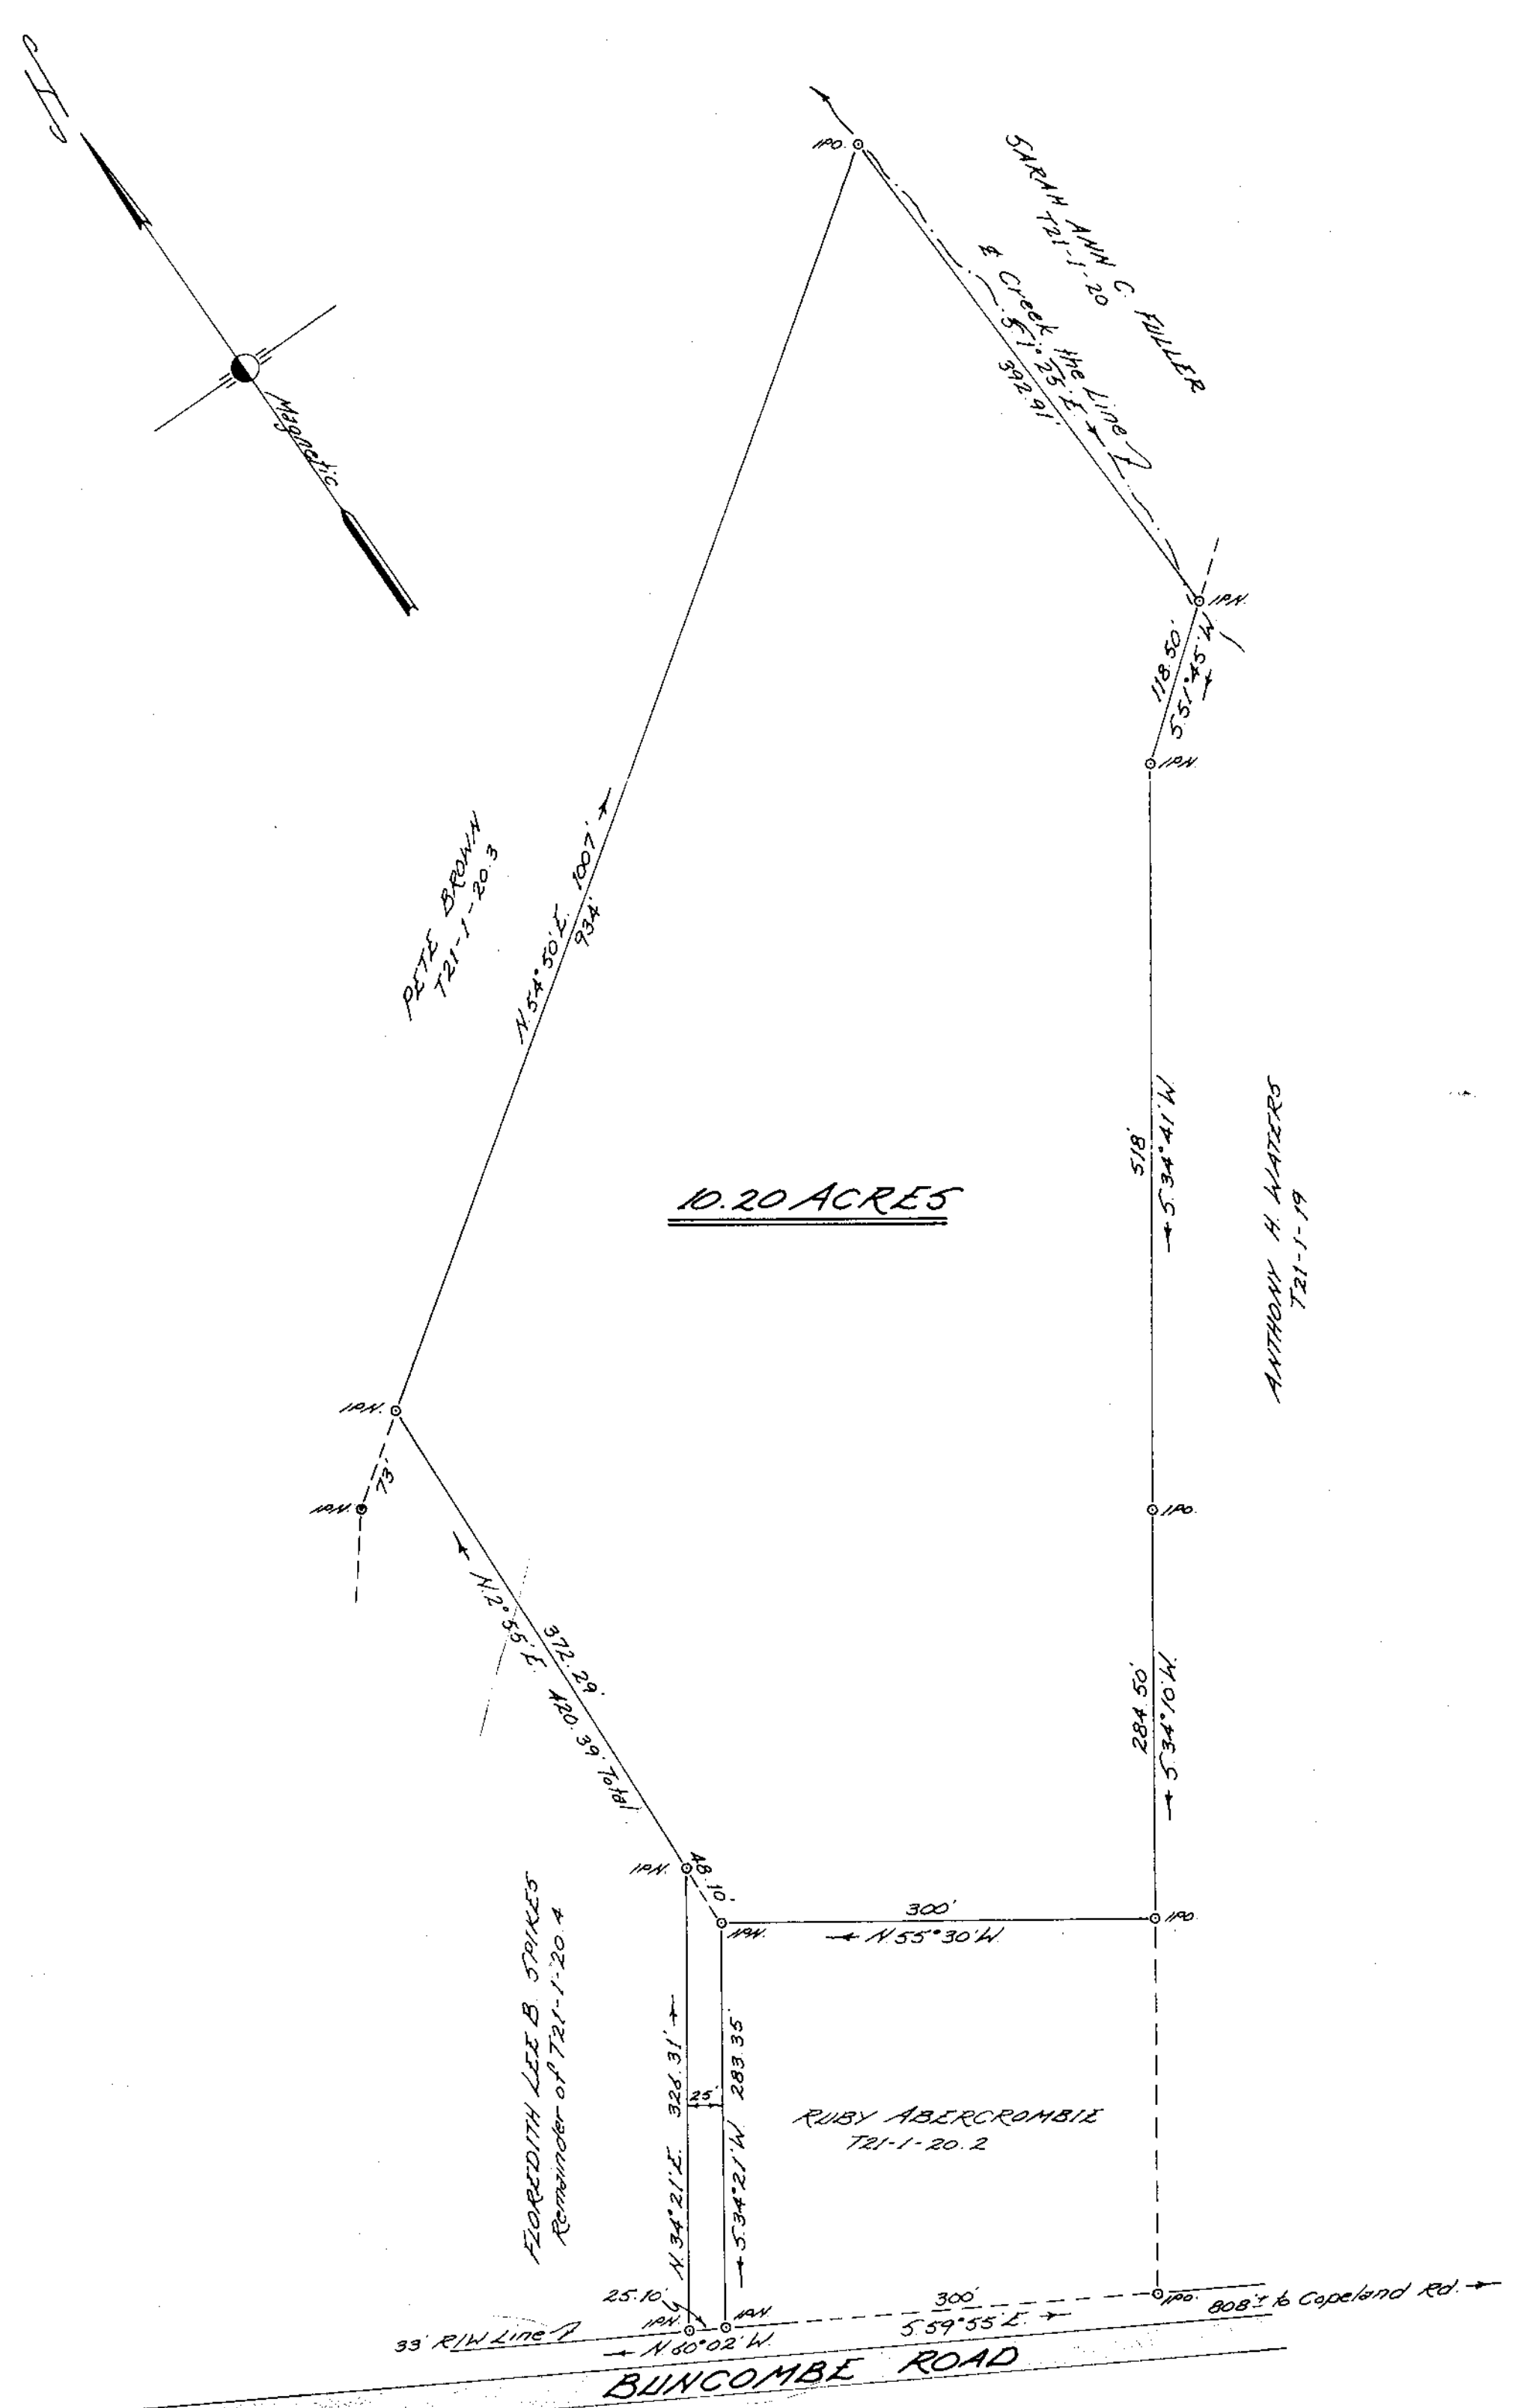 Magnetic
IPO.
SARAH ANN C. FULLER
T21-1-20
℄ Creek the Line
S.1°25'E.
392.91'
IPN.
118.50'
S.51°45'W.
IPN.
PETE BROWN
T21-1-20.3
N.54°50'E. 1007'
934'
518'
S.34°41'W.
ANTHONY H. WATERS
T21-1-19
10.20 ACRES
IPN.
73'
IPN.
IPO.
372.29'
N.2°55'E. 420.39' Total
284.50'
S.34°10'W.
IPN.
48.10'
IPN.
300'
N55°30'W.
IPO.
FLOREDITH LEE B. SPIKES
Remainder of T21-1-20.4
N.34°21'E. 326.31'
25'
S.34°21'W. 283.35'
RUBY ABERCROMBIE
T21-1-20.2
25.10'
IPN.
IPN.
300'
S.59°55'E.
IPO.
808'± to Copeland Rd.
33' R/W Line
N.60°02'W.
BUNCOMBE ROAD